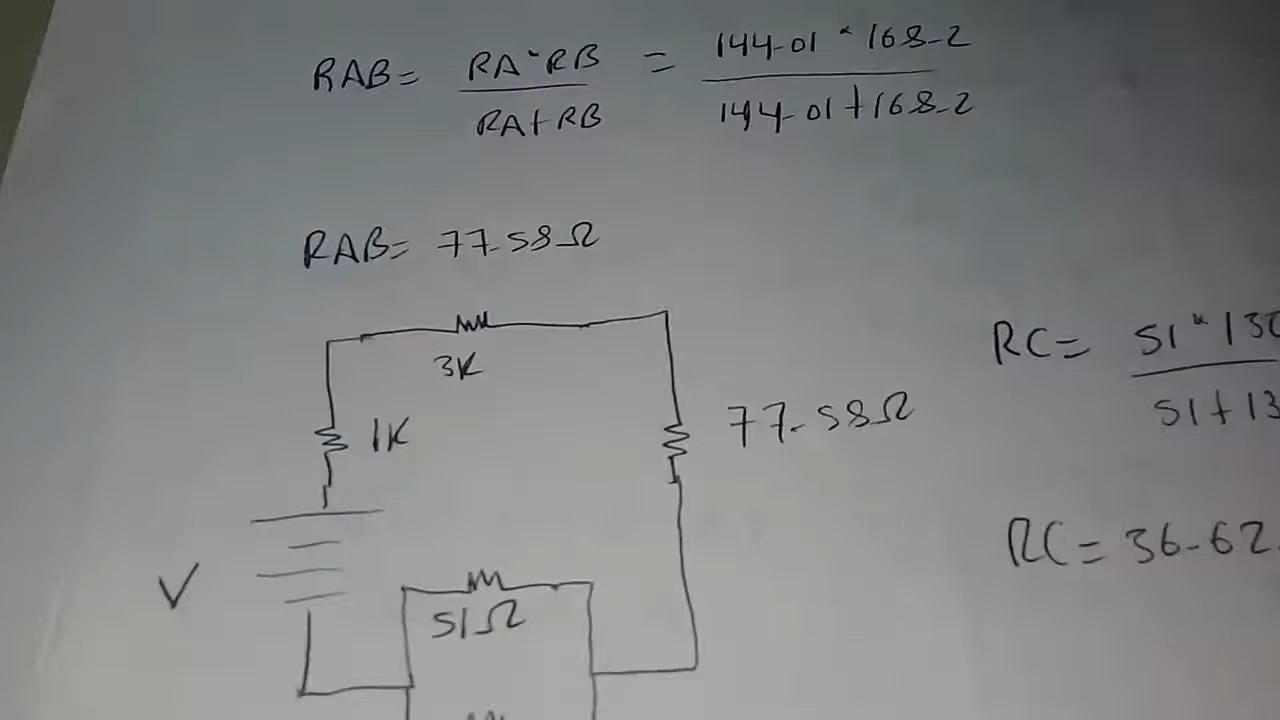 RAB= RA*RB = 144-01 * 168-2
RA+RB 144-01+168-2
RAB= 77-58Ω
3K
1K
77-58Ω
V
51Ω
RC= 51*130
51+13
RC= 36-62